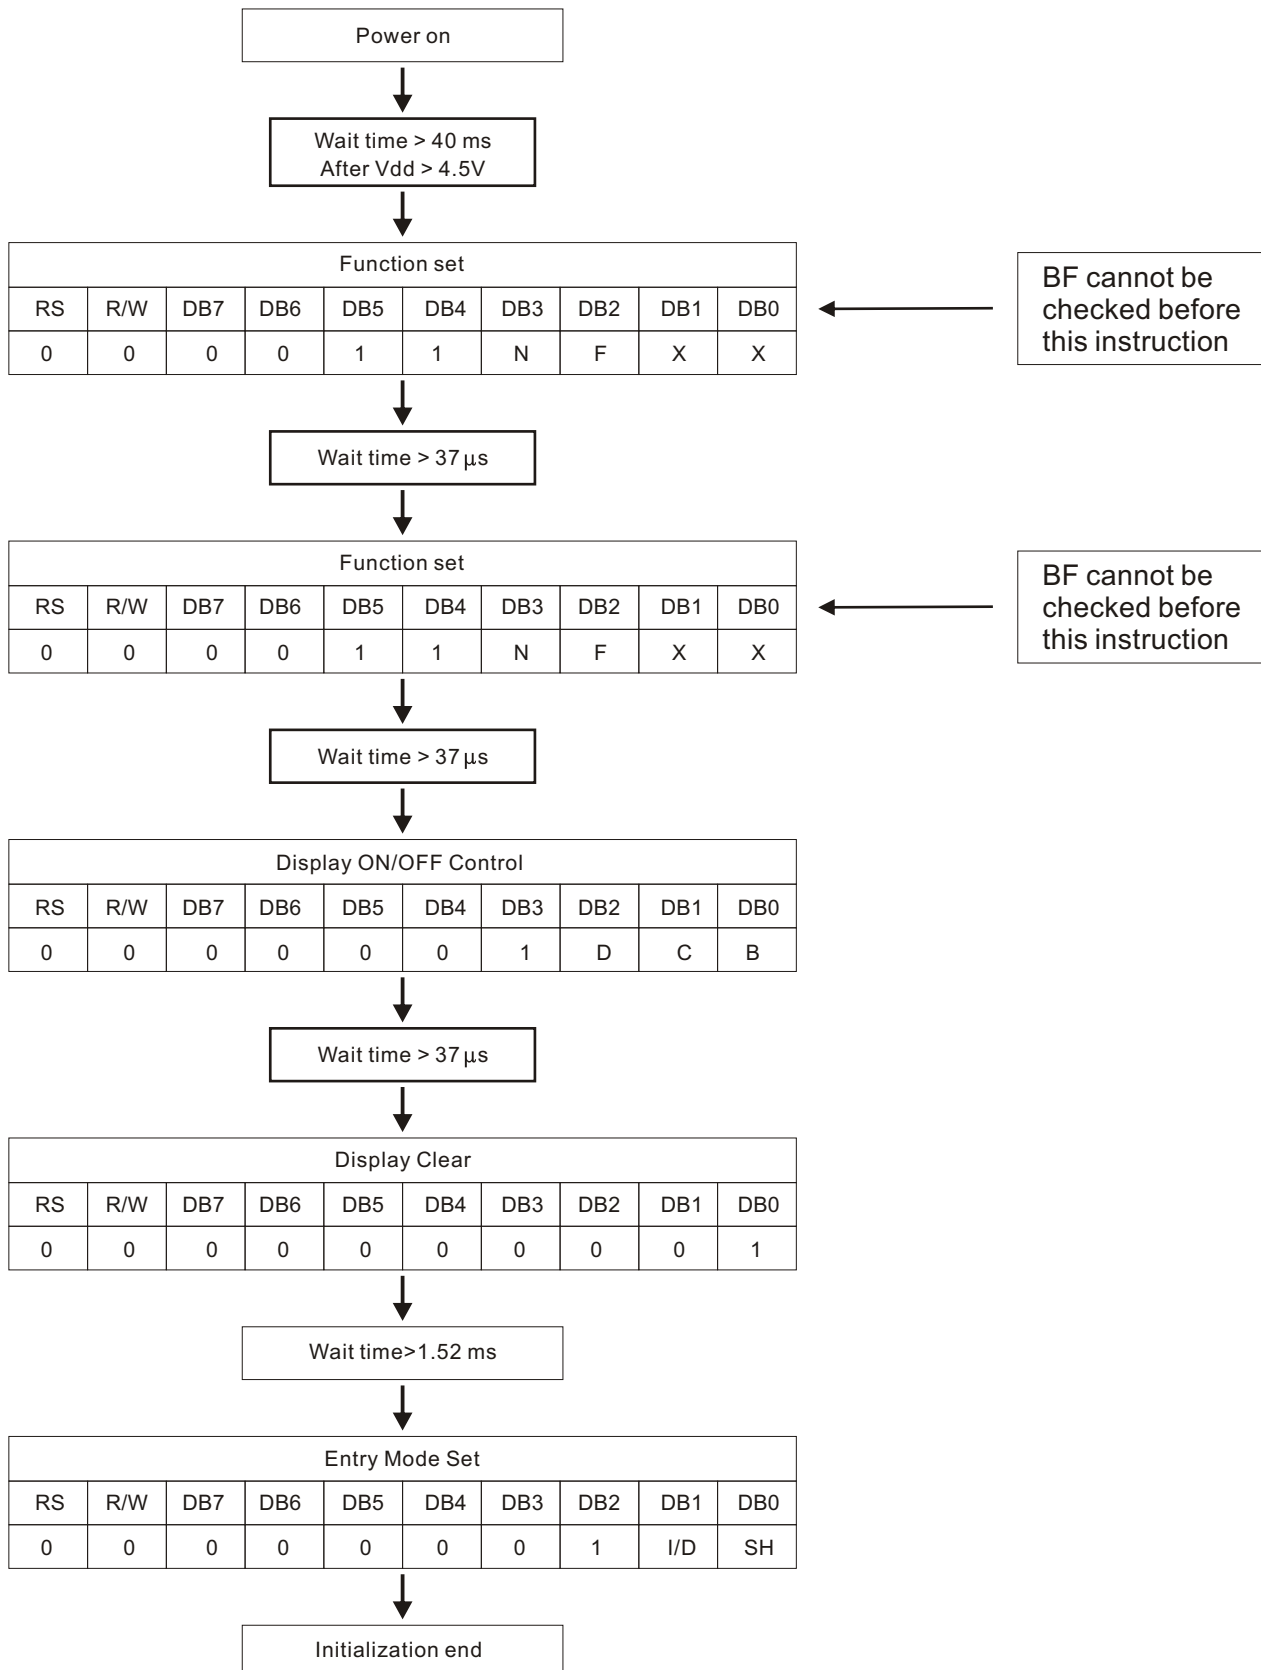 Power on
Wait time > 40 ms
After Vdd > 4.5V
Function set
RS R/W DB7 DB6 DB5 DB4 DB3 DB2 DB1 DB0
0 0 0 0 1 1 N F X X
BF cannot be
checked before
this instruction
Wait time > 37 μs
Function set
RS R/W DB7 DB6 DB5 DB4 DB3 DB2 DB1 DB0
0 0 0 0 1 1 N F X X
BF cannot be
checked before
this instruction
Wait time > 37 μs
Display ON/OFF Control
RS R/W DB7 DB6 DB5 DB4 DB3 DB2 DB1 DB0
0 0 0 0 0 0 1 D C B
Wait time > 37 μs
Display Clear
RS R/W DB7 DB6 DB5 DB4 DB3 DB2 DB1 DB0
0 0 0 0 0 0 0 0 0 1
Wait time>1.52 ms
Entry Mode Set
RS R/W DB7 DB6 DB5 DB4 DB3 DB2 DB1 DB0
0 0 0 0 0 0 0 1 I/D SH
Initialization end